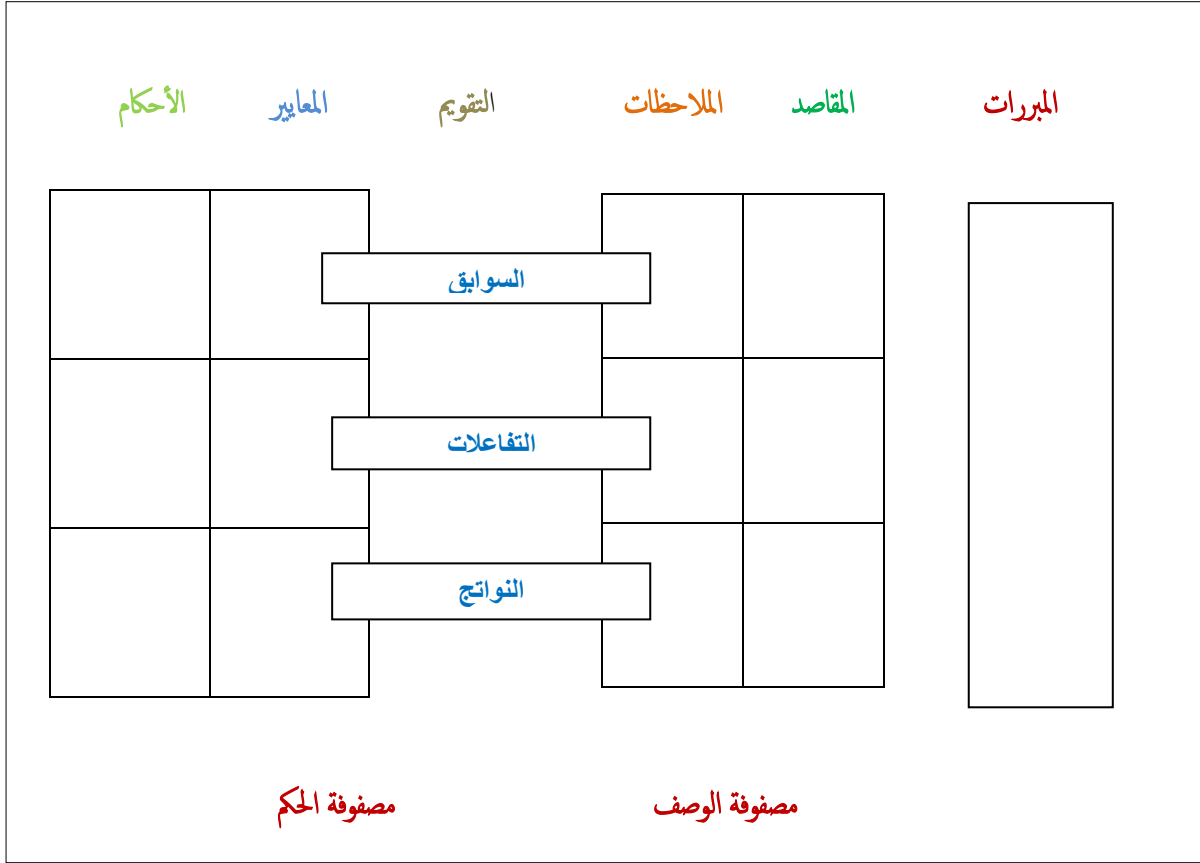 المبررات
المقاصد
الملاحظات
التقويم
المعايير
الأحكام
السوابق
التفاعلات
النواتج
مصفوفة الوصف
مصفوفة الحكم